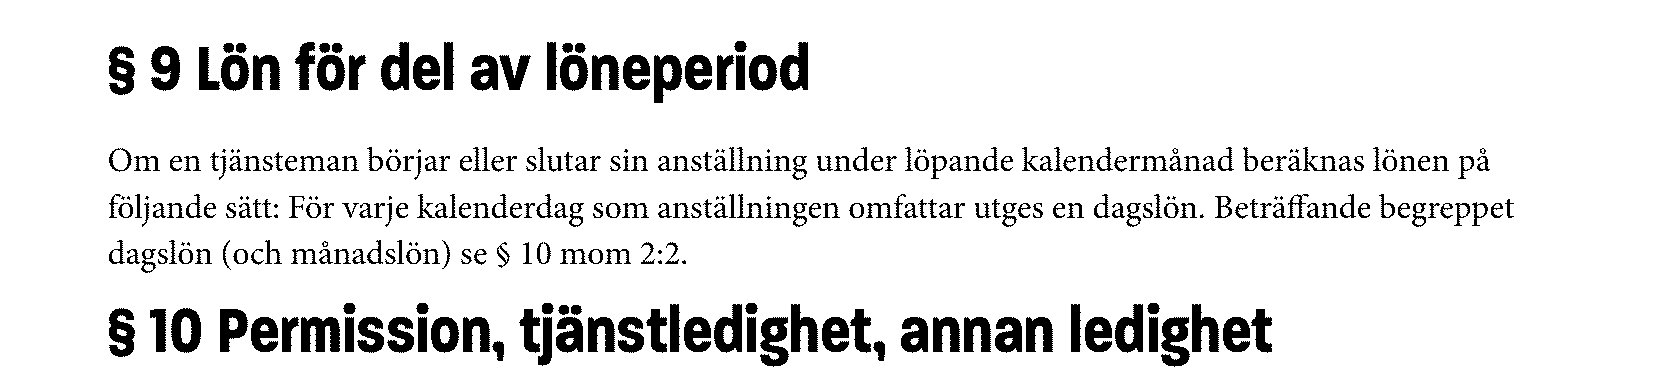 § 9 Lön för del av löneperiod
Om en tjänsteman börjar eller slutar sin anställning under löpande kalendermånad beräknas lönen på
följande sätt: För varje kalenderdag som anställningen omfattar utges en dagslön. Beträffande begreppet
dagslön (och månadslön) se § 10 mom 2:2.
§ 10 Permission, tjänstledighet, annan ledighet